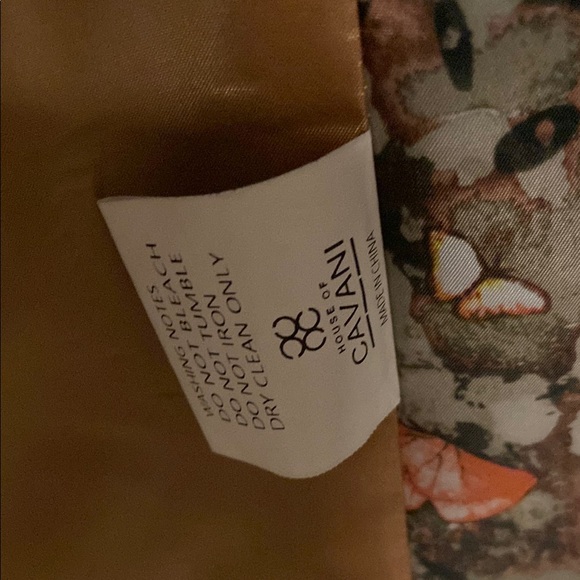 WASHING NOTES
DO NOT BLEACH
DO NOT TUMBLE
DO NOT IRON
DRY CLEAN ONLY
HOUSE OF
CAVANI
MADE IN CHINA